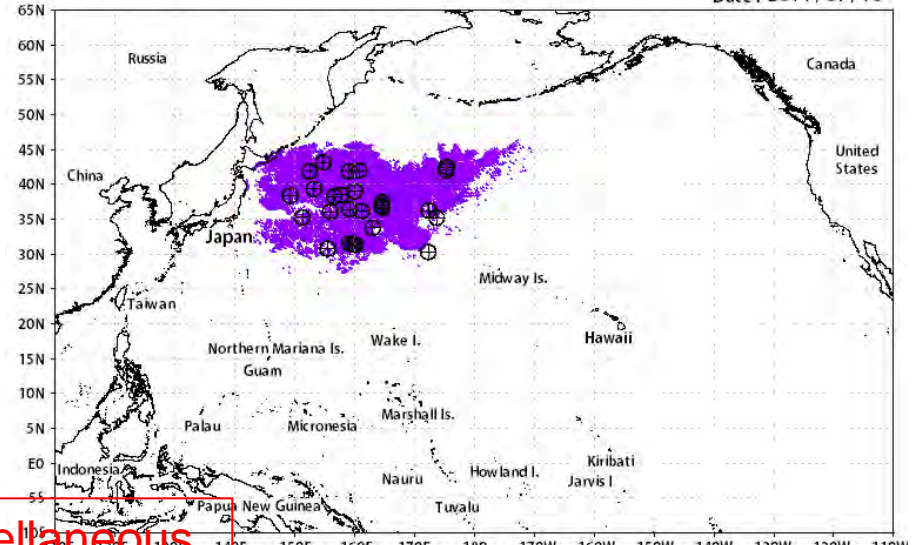 65N
60N
Russia
Canada
55N
50N
45N
United
States
China
40N
35N
Japan
30N
Midway Is.
25N
Taiwan
20N
Hawaii
Wake I.
Northern Mariana Is.
15N
Guam
10N
Marshall Is.
Palau
Micronesia
5N
Kiribati
E0
Indonesia
Howland I.
Nauru
Jarvis I
5S
Papua New Guinea
Tuvalu